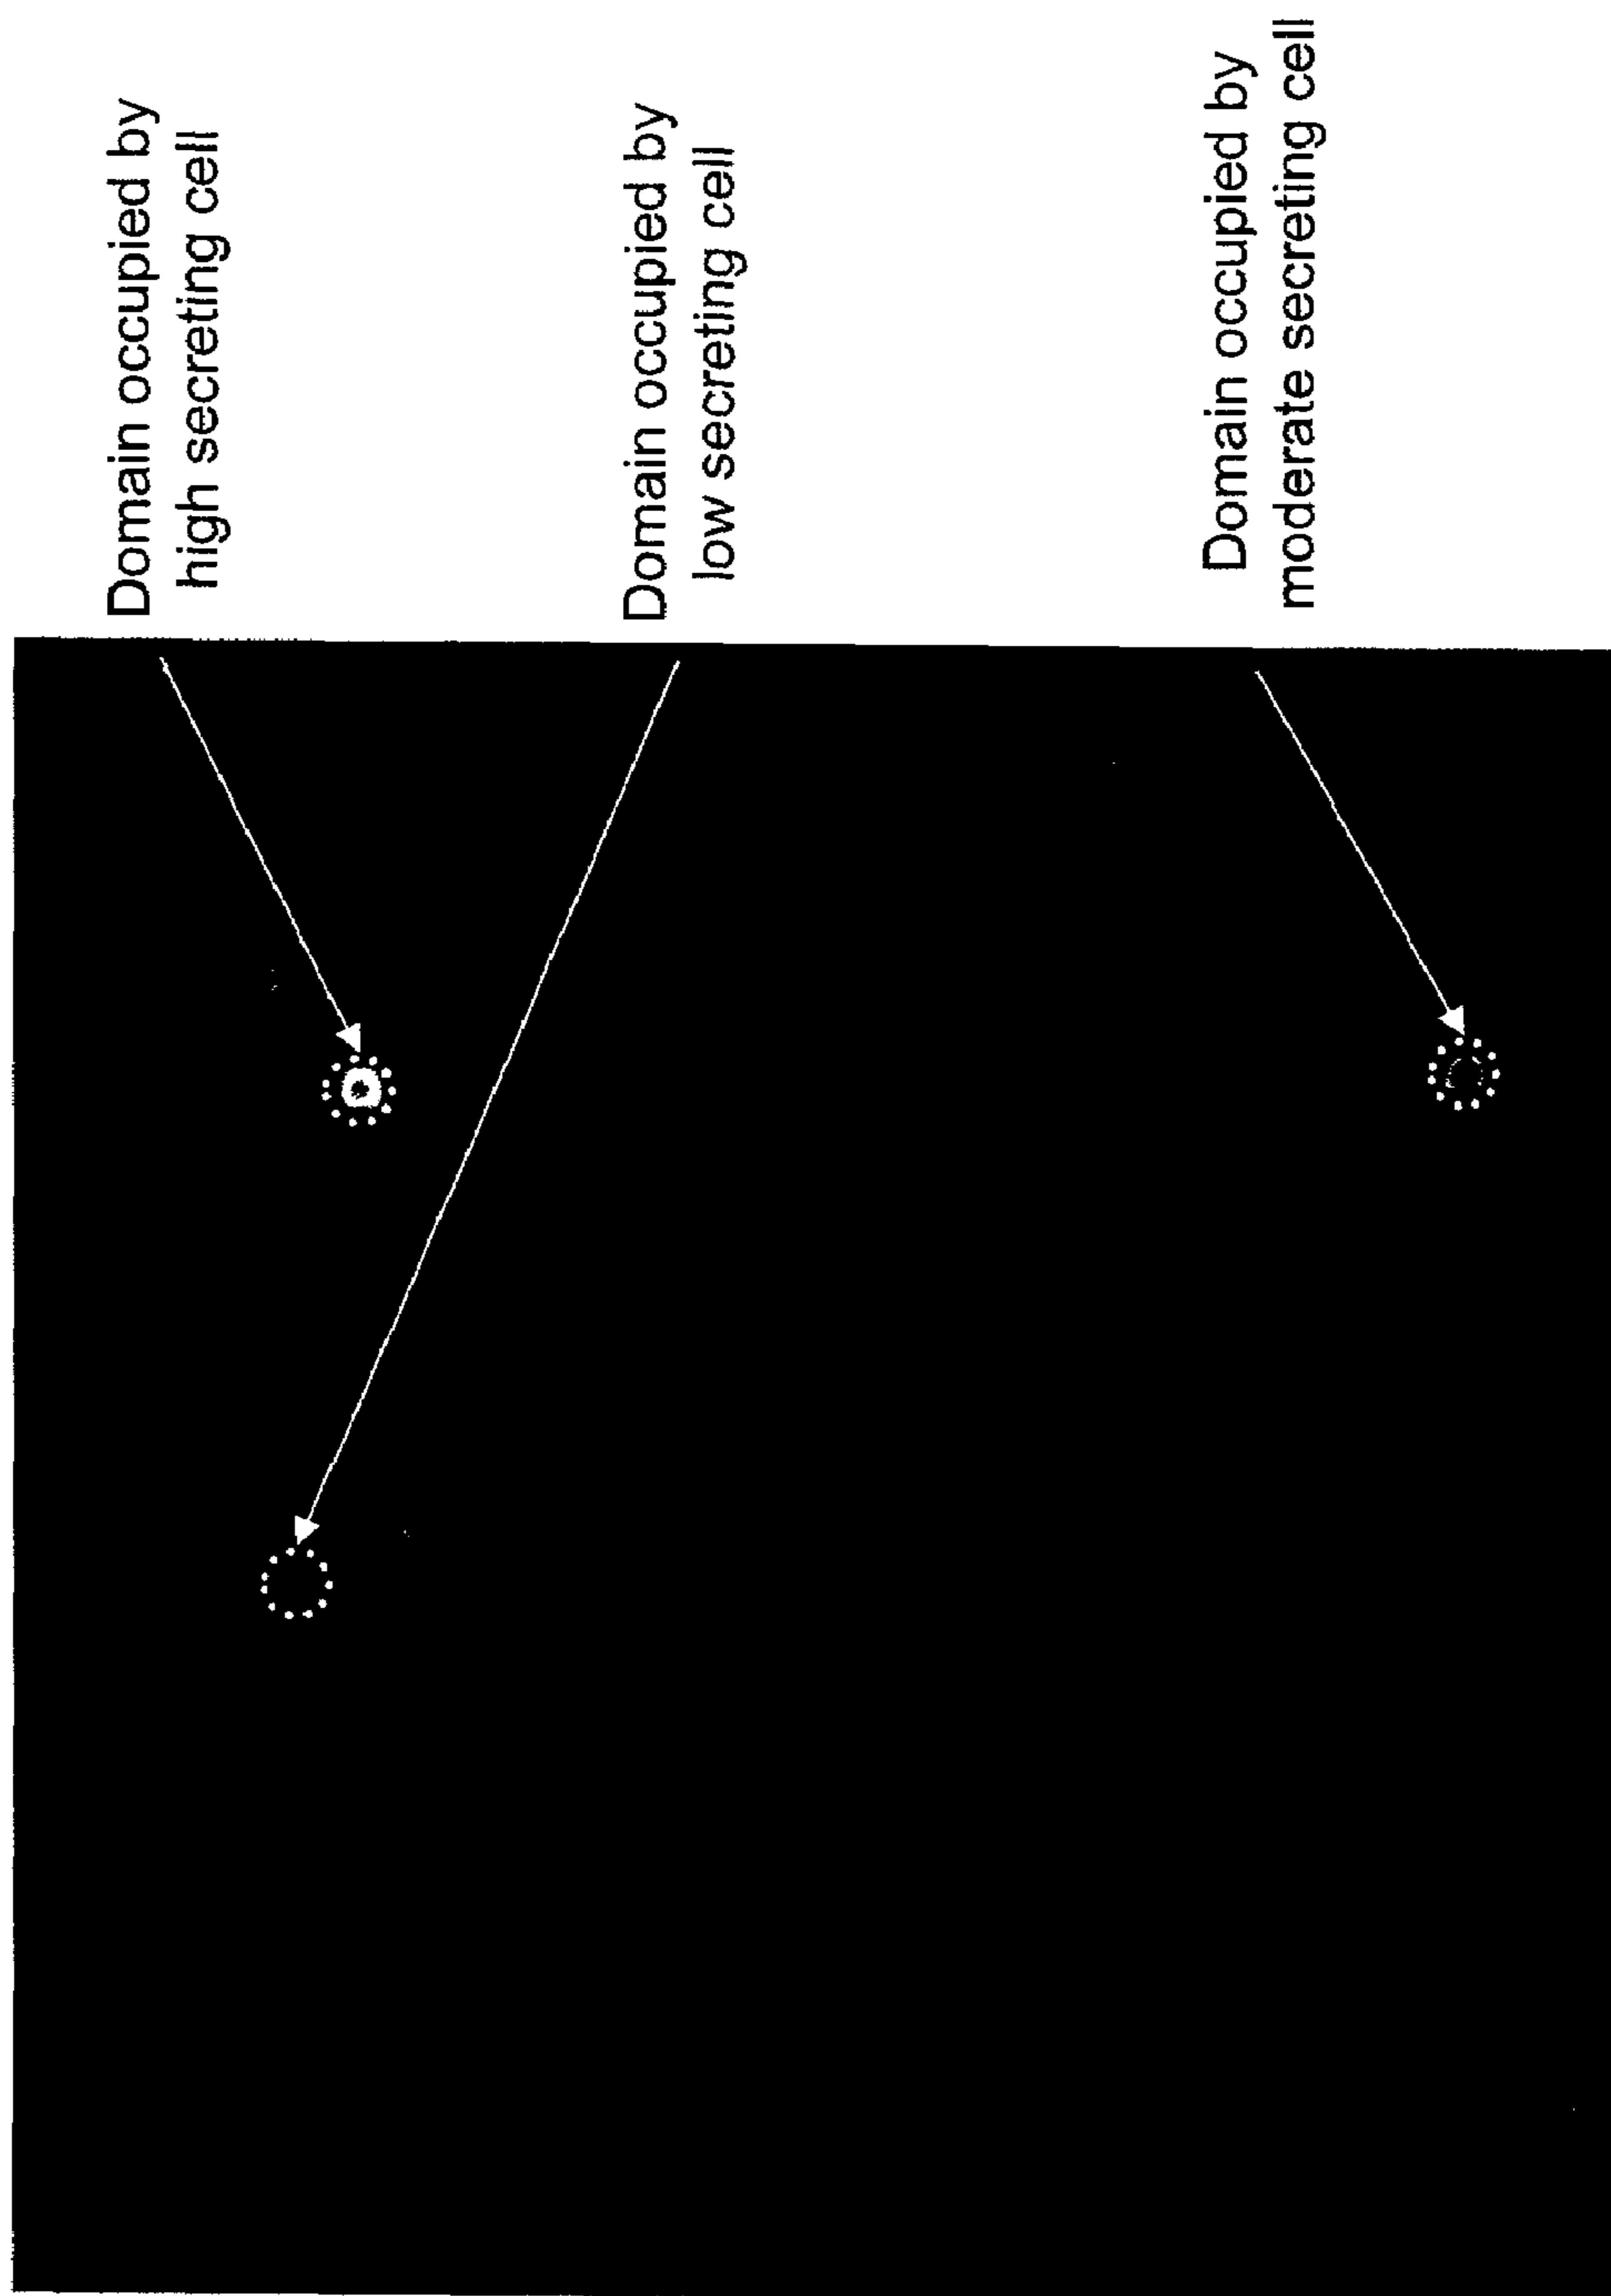 Domain occupied by
high secreting cell
Domain occupied by
low secreting cell
Domain occupied by
moderate secreting cell